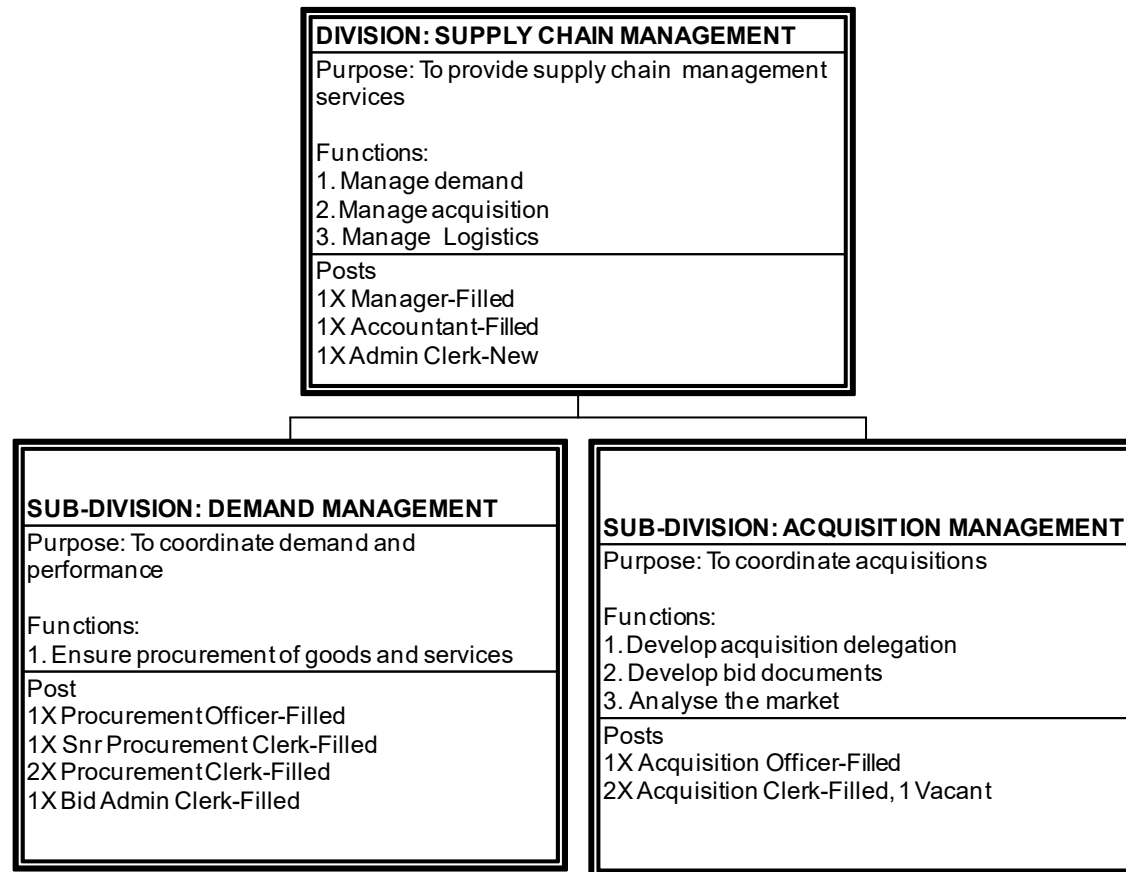 DIVISION: SUPPLY CHAIN MANAGEMENT
Purpose: To provide supply chain management
services
Functions:
1. Manage demand
2. Manage acquisition
3. Manage Logistics
Posts
1X Manager-Filled
1X Accountant-Filled
1X Admin Clerk-New
SUB-DIVISION: DEMAND MANAGEMENT
Purpose: To coordinate demand and
performance
Functions:
1. Ensure procurement of goods and services
Post
1X Procurement Officer-Filled
1X Snr Procurement Clerk-Filled
2X Procurement Clerk-Filled
1X Bid Admin Clerk-Filled
SUB-DIVISION: ACQUISITION MANAGEMENT
Purpose: To coordinate acquisitions
Functions:
1. Develop acquisition delegation
2. Develop bid documents
3. Analyse the market
Posts
1X Acquisition Officer-Filled
2X Acquisition Clerk-Filled, 1 Vacant